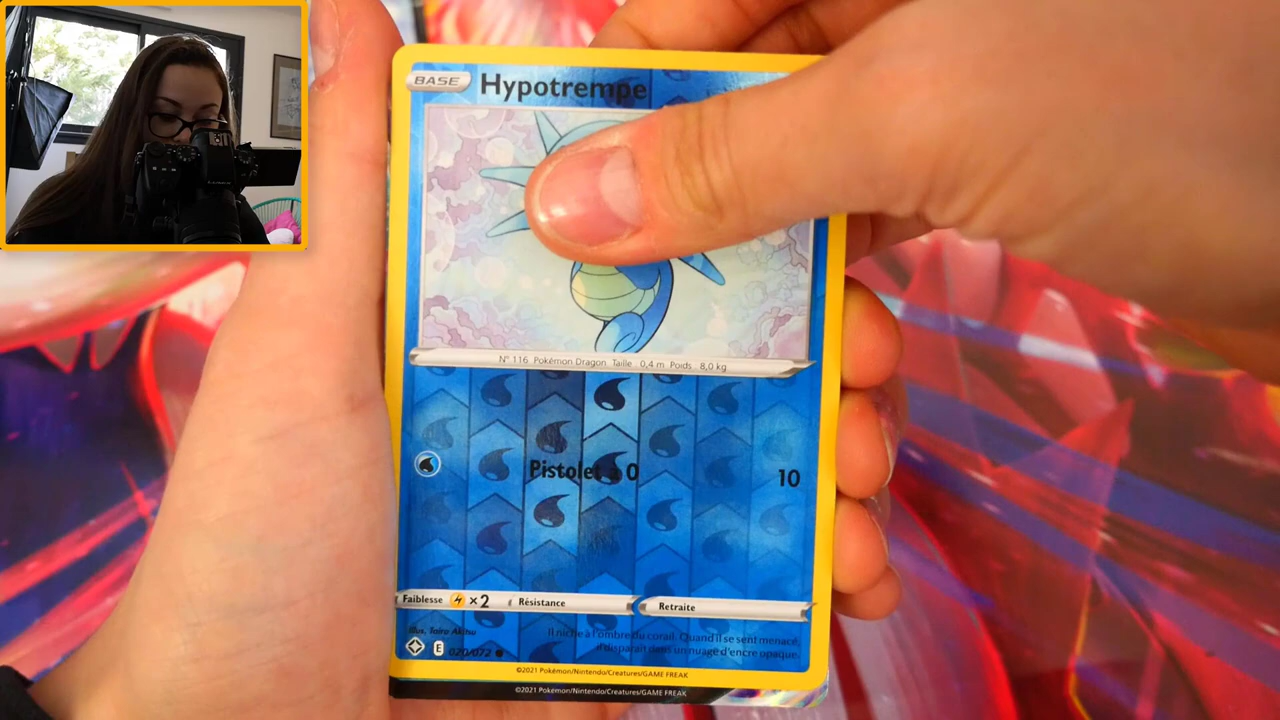 BASE Hypotrempe
N° 116 Pokémon Dragon Taille 0,4 m Poids 8,0 kg
Pistolet à O 10
Faiblesse ×2 Résistance Retraite
Illus. Taira Akitsu
Il niche à l'ombre du corail. Quand il se sent menacé,
il disparaît dans un nuage d'encre opaque.
E 020/072
©2021 Pokémon/Nintendo/Creatures/GAME FREAK
©2021 Pokémon/Nintendo/Creatures/GAME FREAK